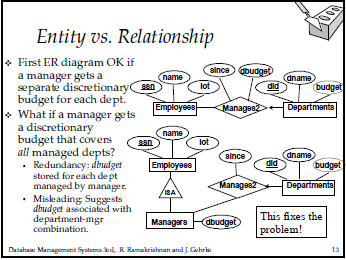 Entity vs. Relationship
❖ First ER diagram OK if
a manager gets a
separate discretionary
budget for each dept.
❖ What if a manager gets
a discretionary
budget that covers
all managed depts?
• Redundancy: dbudget
stored for each dept
managed by manager.
• Misleading: Suggests
dbudget associated with
department-mgr
combination.
since dbudget
name dname
ssn lot did budget
Employees Manages2 Departments
name
ssn lot
dname
since did budget
Employees
ISA Manages2 Departments
Managers dbudget
This fixes the
problem!
Database Management Systems 3ed, R. Ramakrishnan and J. Gehrke 13